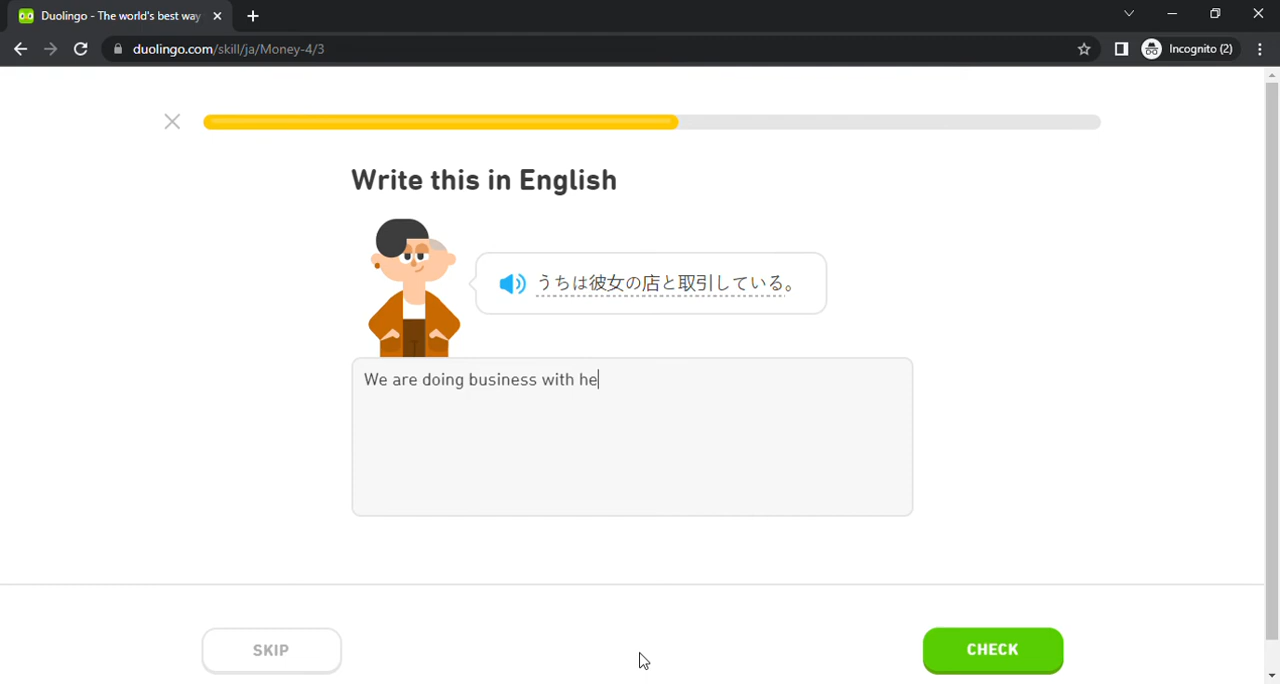 Duolingo - The world's best way
duolingo.com/skill/ja/Money-4/3
Incognito (2)
Write this in English
うちは彼女の店と取引している。
We are doing business with he
SKIP
CHECK